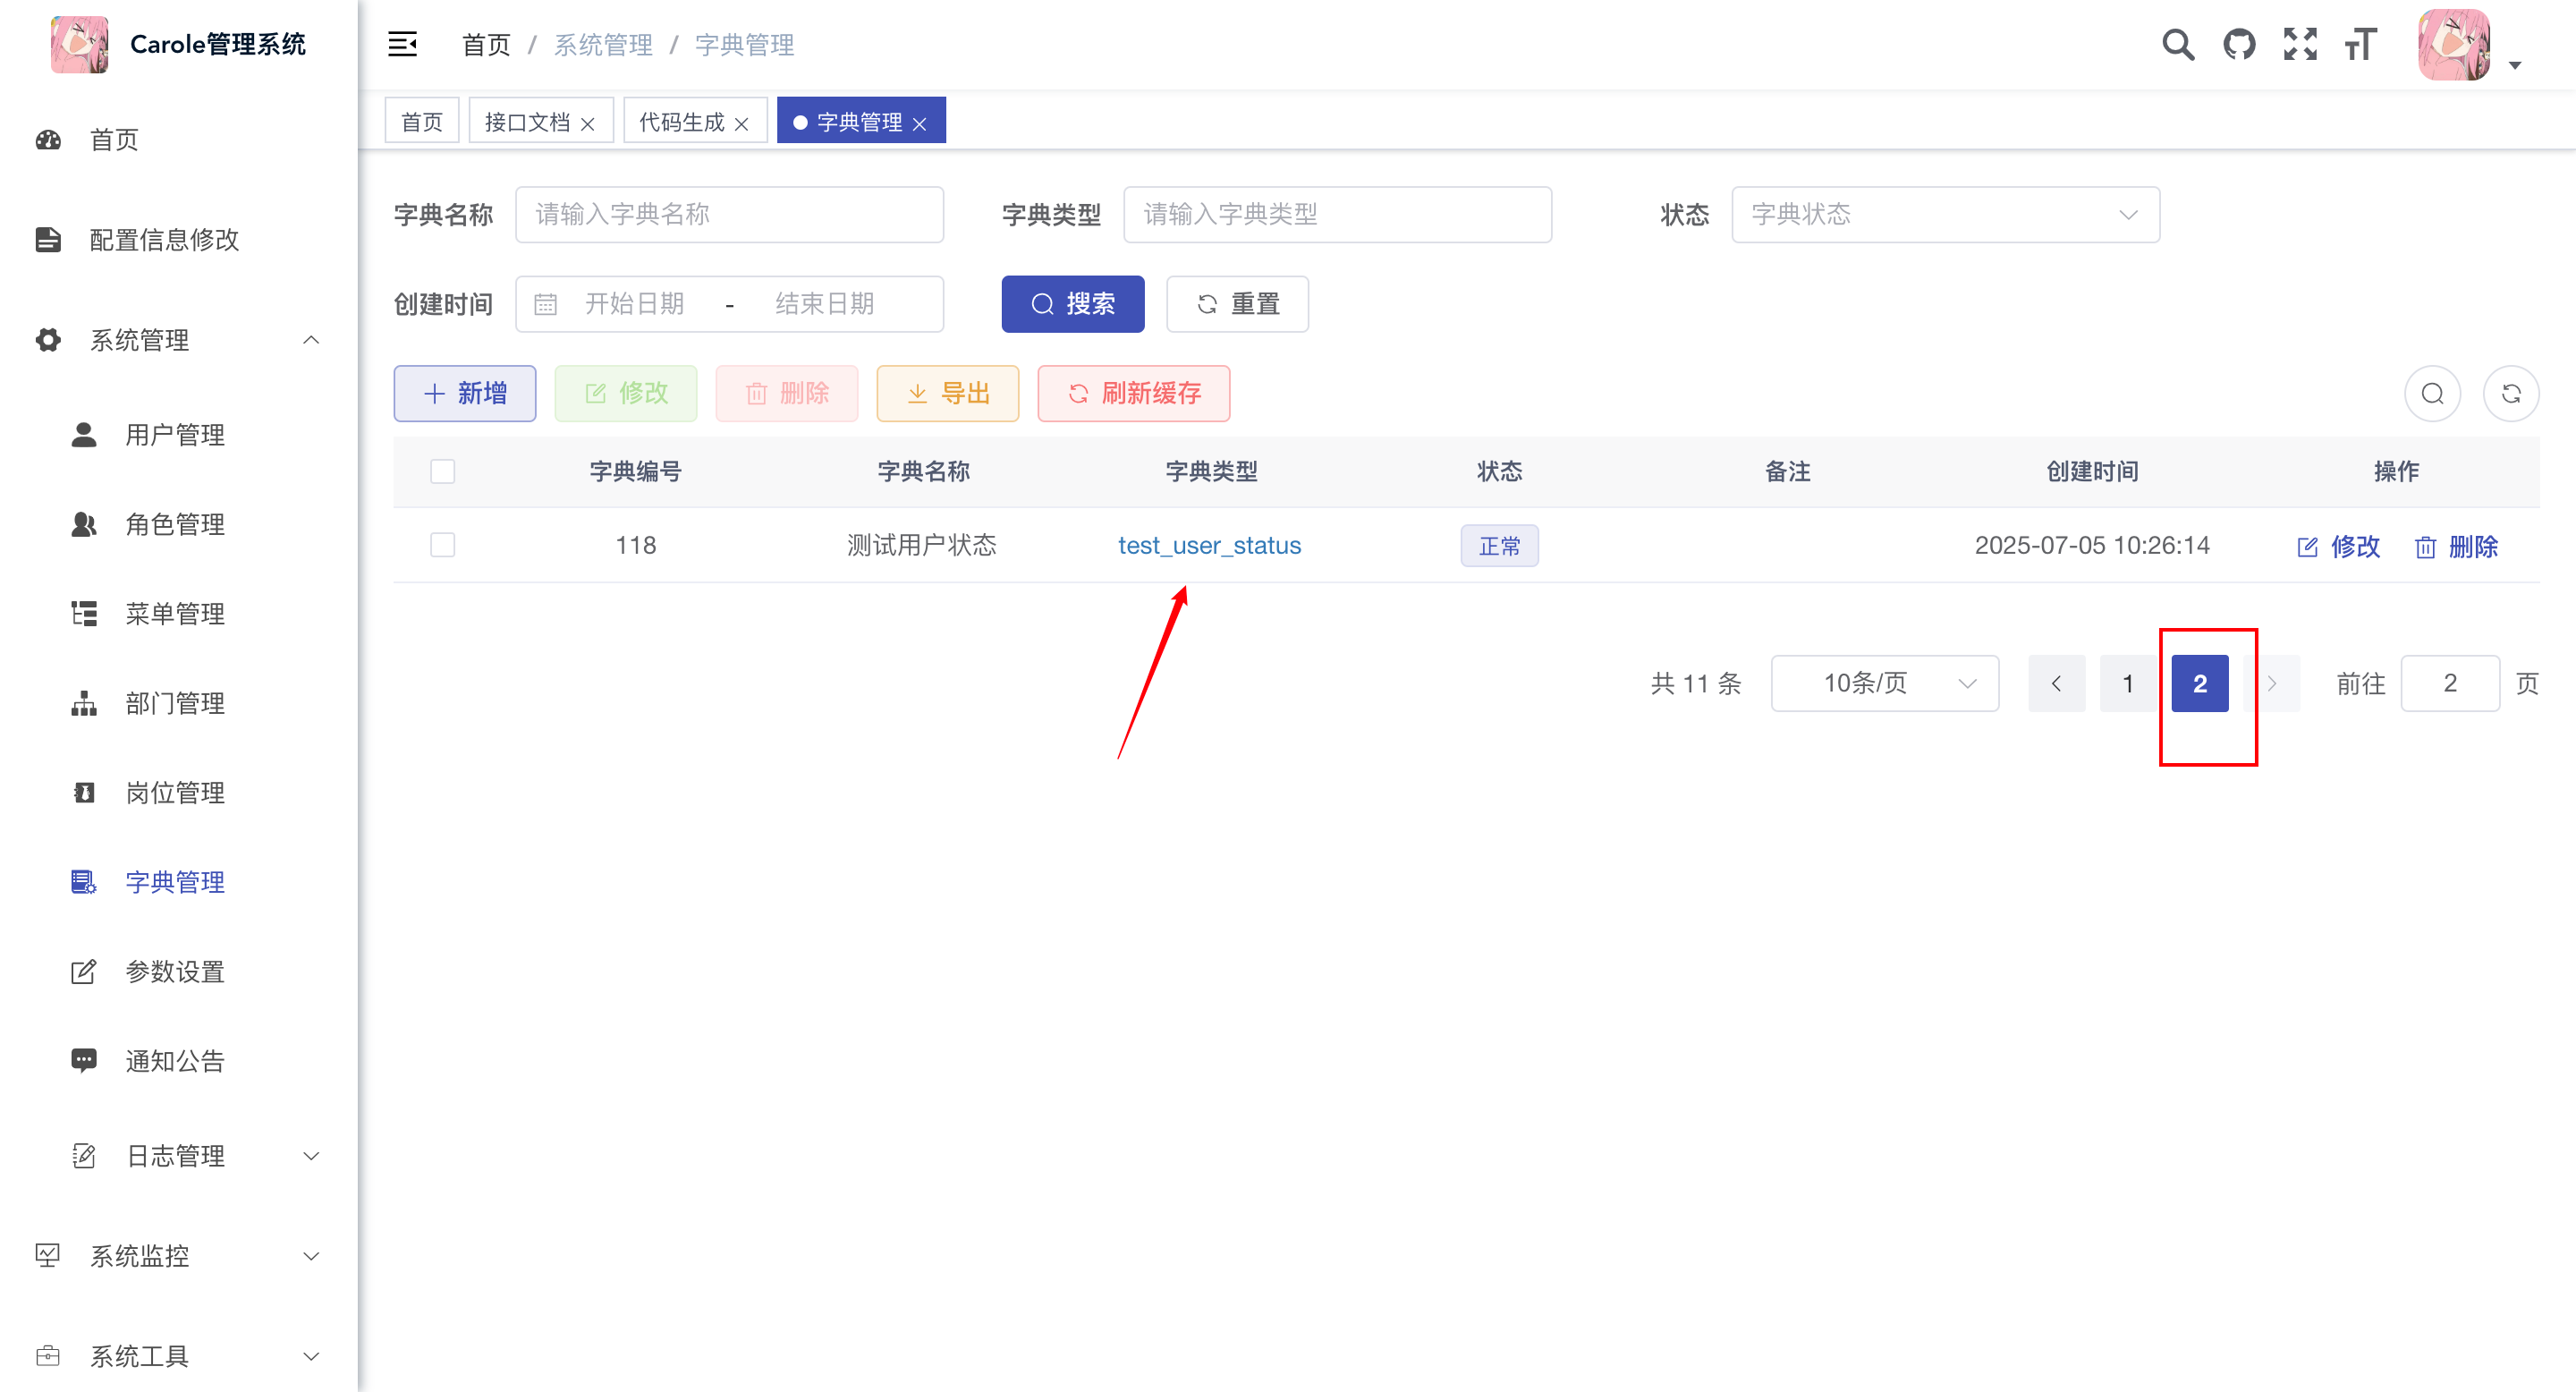 Carole管理系统
首页
配置信息修改
系统管理
用户管理
角色管理
菜单管理
部门管理
岗位管理
字典管理
参数设置
通知公告
日志管理
系统监控
系统工具
首页 / 系统管理 / 字典管理
首页 接口文档 代码生成 字典管理
字典名称 请输入字典名称 字典类型 请输入字典类型 状态 字典状态
创建时间 开始日期 - 结束日期 搜索 重置
新增 修改 删除 导出 刷新缓存
字典编号 字典名称 字典类型 状态 备注 创建时间 操作
118 测试用户状态 test_user_status 正常 2025-07-05 10:26:14 修改 删除
共 11 条 10条/页 1 2 前往 2 页